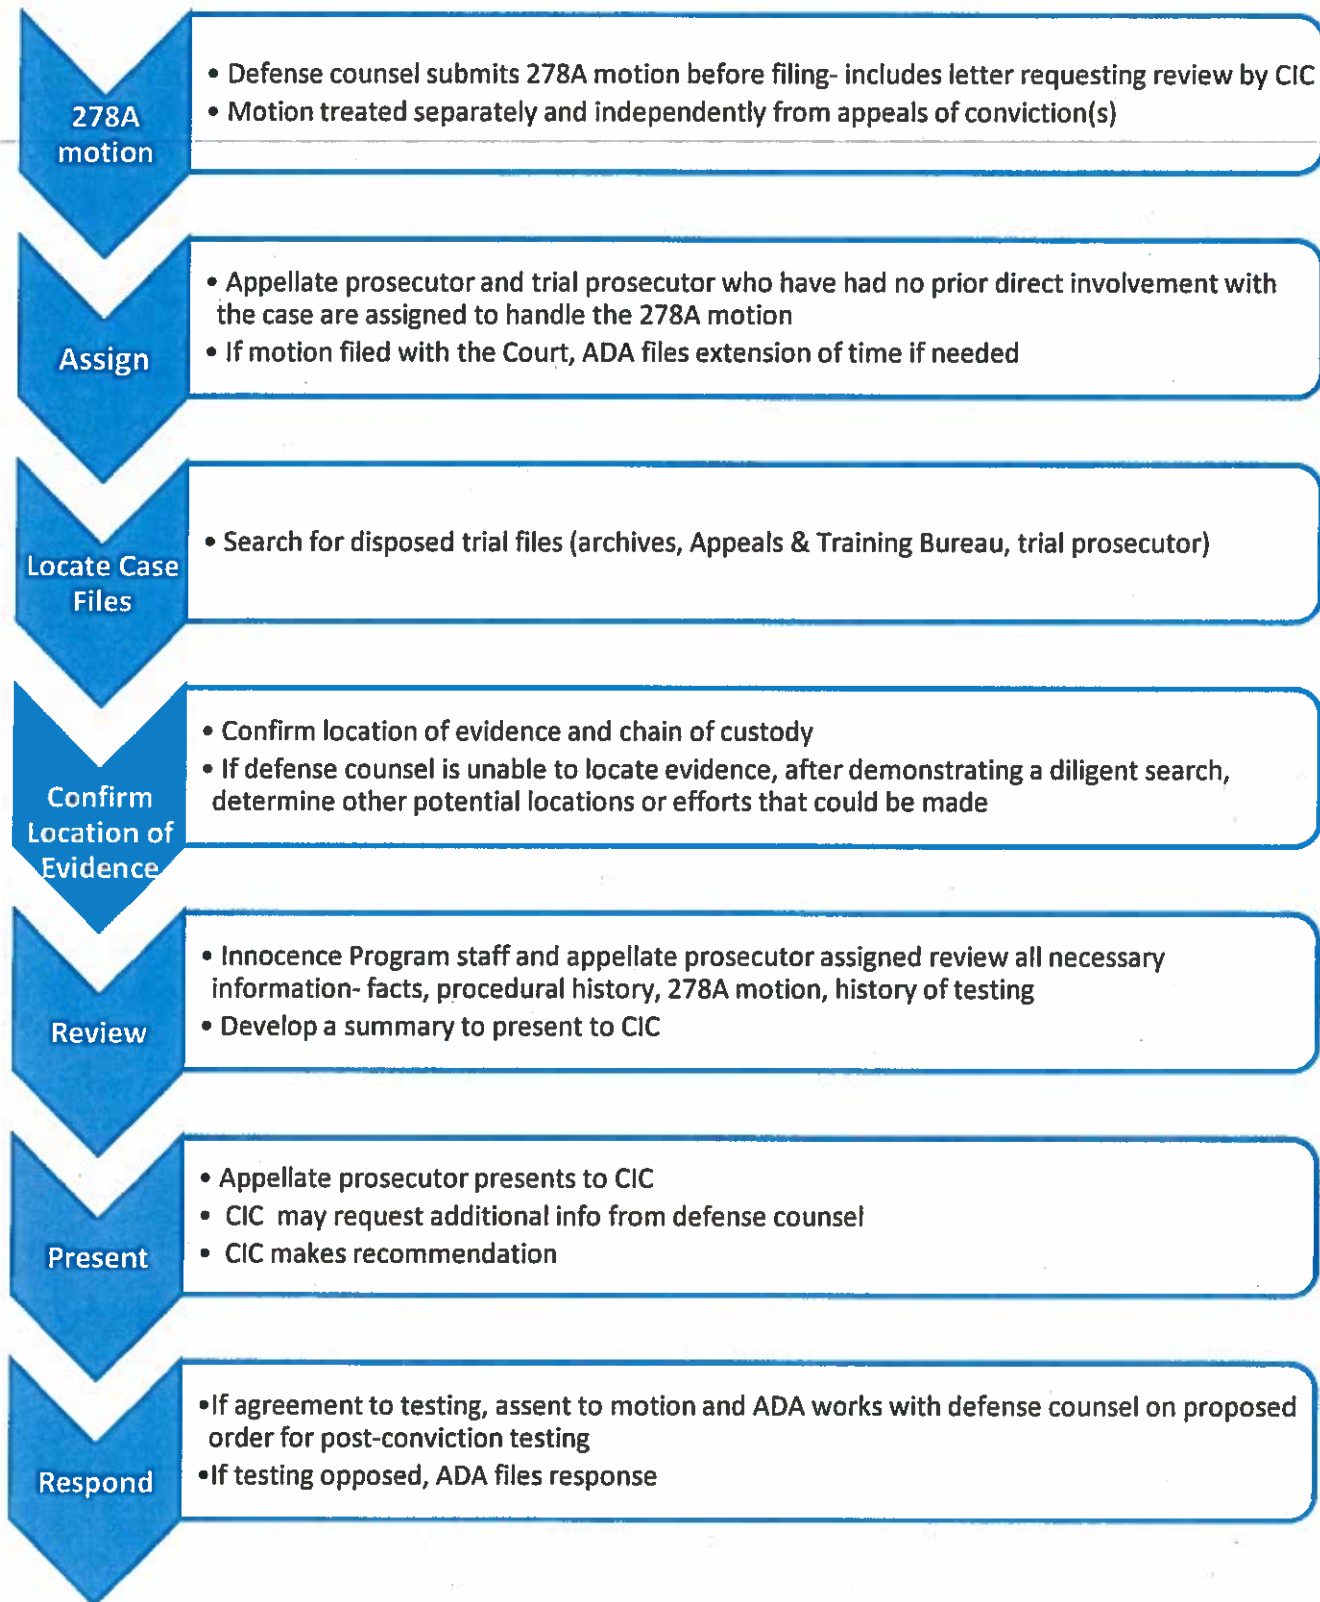 278A
motion
• Defense counsel submits 278A motion before filing- includes letter requesting review by CIC
• Motion treated separately and independently from appeals of conviction(s)
Assign
• Appellate prosecutor and trial prosecutor who have had no prior direct involvement with
the case are assigned to handle the 278A motion
• If motion filed with the Court, ADA files extension of time if needed
Locate Case
Files
• Search for disposed trial files (archives, Appeals & Training Bureau, trial prosecutor)
Confirm
Location of
Evidence
• Confirm location of evidence and chain of custody
• If defense counsel is unable to locate evidence, after demonstrating a diligent search,
determine other potential locations or efforts that could be made
Review
• Innocence Program staff and appellate prosecutor assigned review all necessary
information- facts, procedural history, 278A motion, history of testing
• Develop a summary to present to CIC
Present
• Appellate prosecutor presents to CIC
• CIC may request additional info from defense counsel
• CIC makes recommendation
Respond
•If agreement to testing, assent to motion and ADA works with defense counsel on proposed
order for post-conviction testing
•If testing opposed, ADA files response